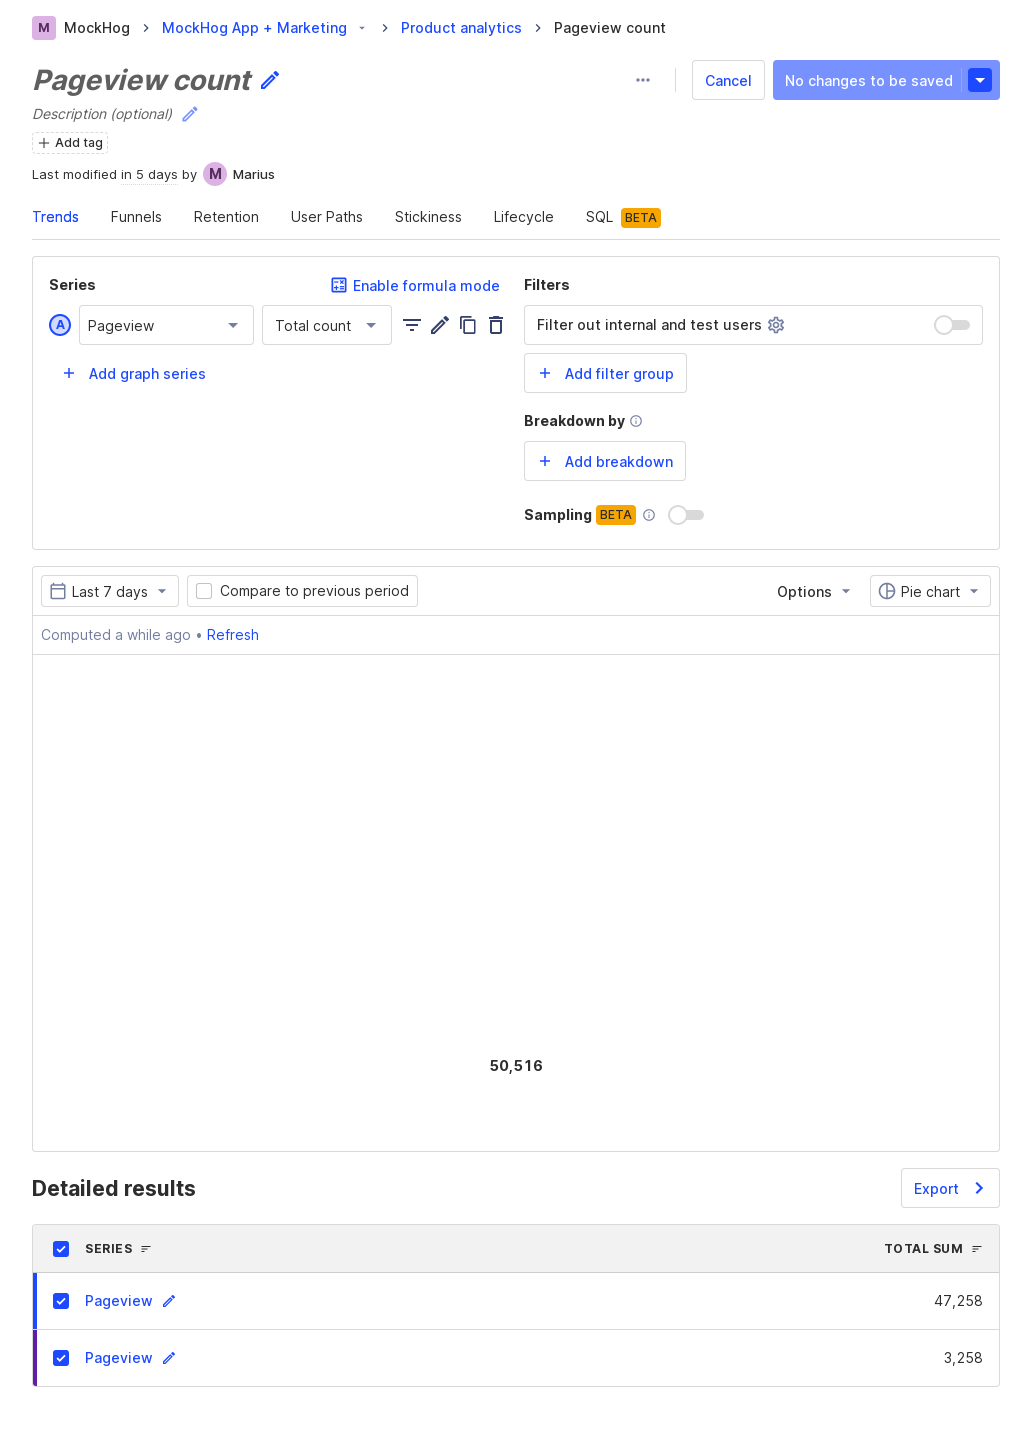 M MockHog > MockHog App + Marketing > Product analytics > Pageview count
Pageview count
Cancel
No changes to be saved
Description (optional)
Add tag
Last modified in 5 days by M Marius
Trends Funnels Retention User Paths Stickiness Lifecycle SQL BETA
Series
Enable formula mode
A Pageview Total count
Add graph series
Filters
Filter out internal and test users
Add filter group
Breakdown by
Add breakdown
Sampling BETA
Last 7 days Compare to previous period Options Pie chart
Computed a while ago • Refresh
50,516
Detailed results
Export
SERIES TOTAL SUM
Pageview 47,258
Pageview 3,258